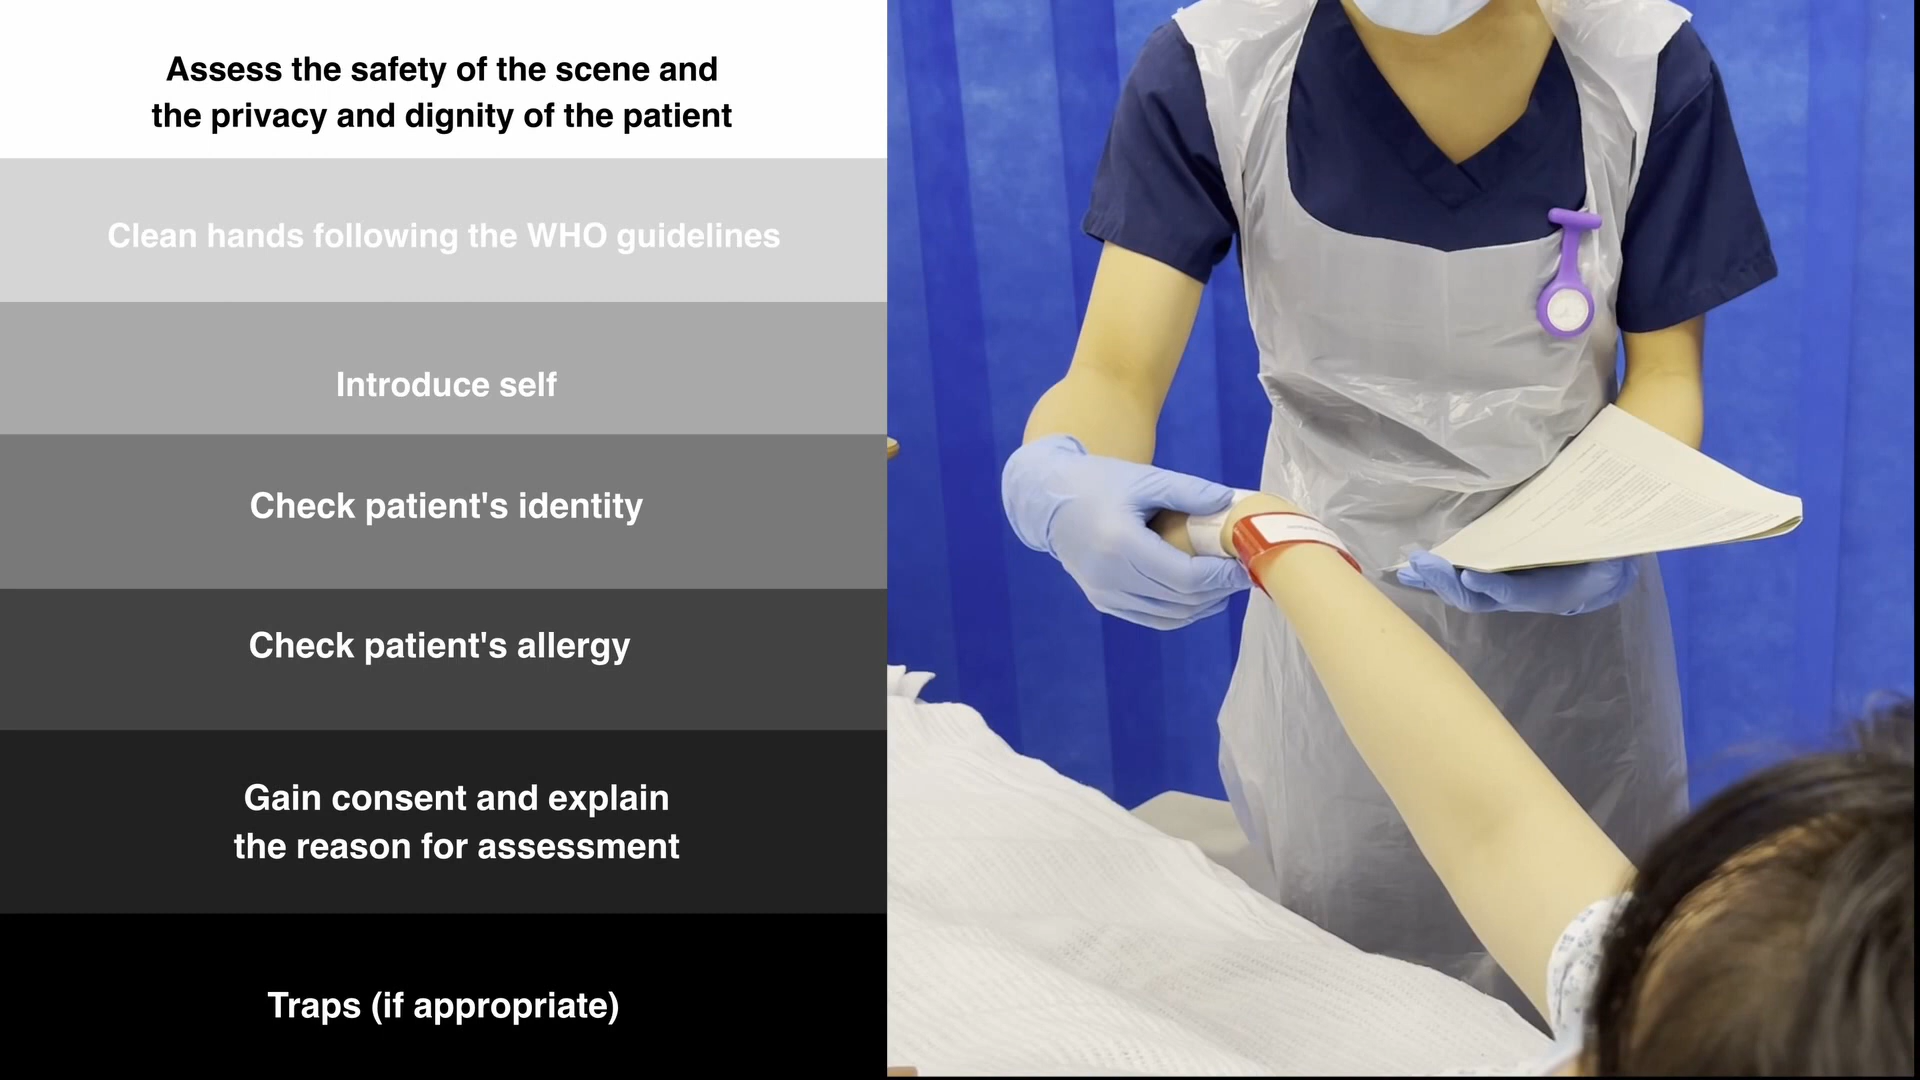 Assess the safety of the scene and
the privacy and dignity of the patient
Clean hands following the WHO guidelines
Introduce self
Check patient's identity
Check patient's allergy
Gain consent and explain
the reason for assessment
Traps (if appropriate)